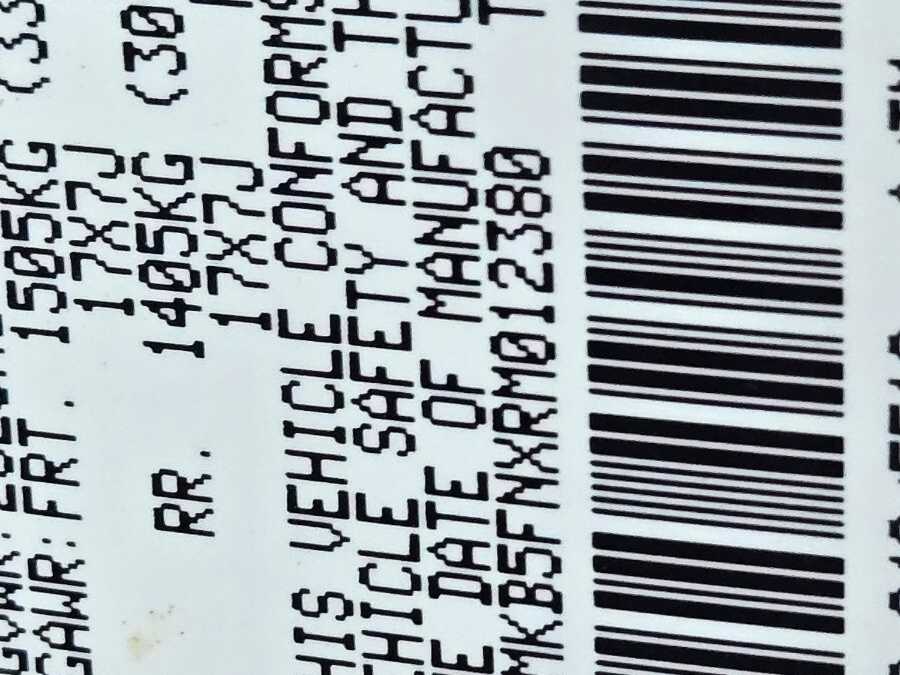 GAWR:FRT. 1505KG (33
17X7J
RR. 1405KG (30
17X7J
HIS VEHICLE CONFORMS
EHICLE SAFETY AND TH
E DATE OF MANUFACTU
MKB5FNXRM012380 T